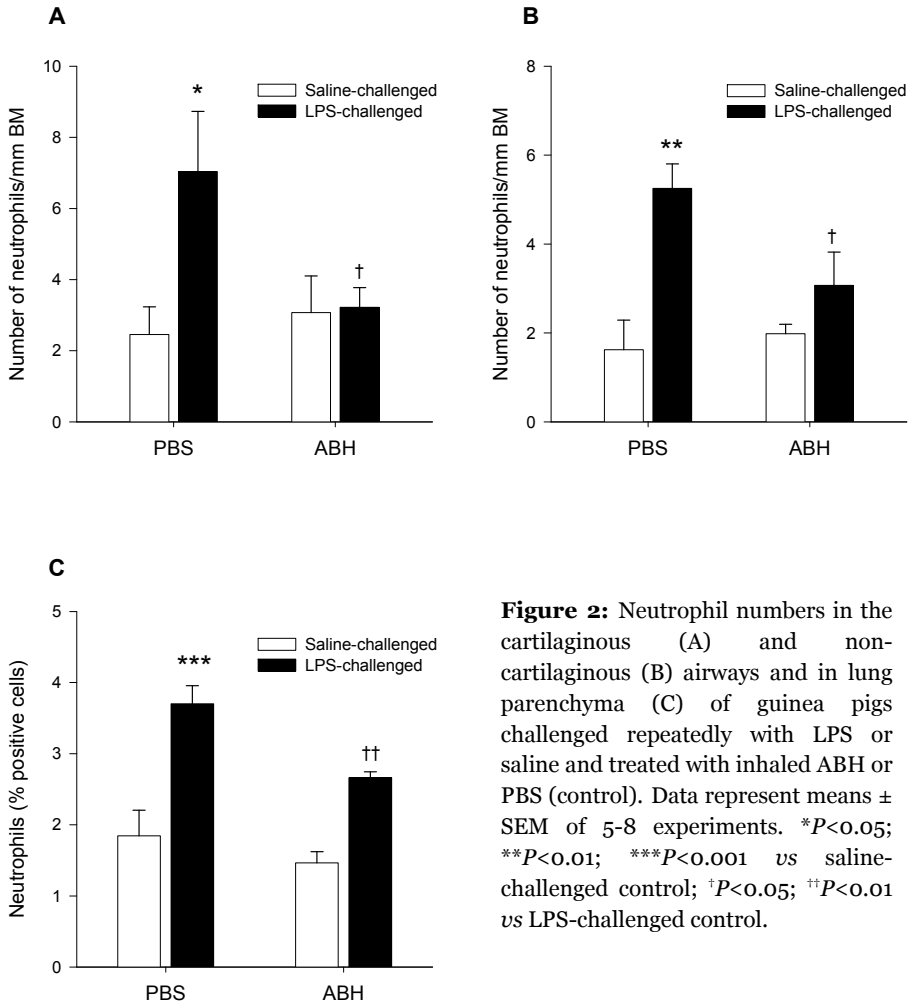 A
Number of neutrophils/mm BM
10
8
6
4
2
0
Saline-challenged
LPS-challenged
*
†
PBS
ABH
B
Number of neutrophils/mm BM
8
6
4
2
0
Saline-challenged
LPS-challenged
**
†
PBS
ABH
C
Neutrophils (% positive cells)
5
4
3
2
1
0
Saline-challenged
LPS-challenged
***
††
PBS
ABH
Figure 2: Neutrophil numbers in the
cartilaginous (A) and non-
cartilaginous (B) airways and in lung
parenchyma (C) of guinea pigs
challenged repeatedly with LPS or
saline and treated with inhaled ABH or
PBS (control). Data represent means ±
SEM of 5-8 experiments. *P<0.05;
**P<0.01; ***P<0.001 vs saline-
challenged control; †P<0.05; ††P<0.01
vs LPS-challenged control.